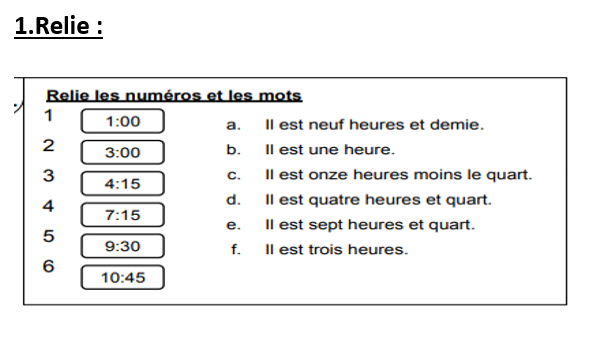 1.Relie :
Relie les numéros et les mots
1 1:00 a. Il est neuf heures et demie.
2 3:00 b. Il est une heure.
3 4:15 c. Il est onze heures moins le quart.
4 7:15 d. Il est quatre heures et quart.
5 9:30 e. Il est sept heures et quart.
6 10:45 f. Il est trois heures.